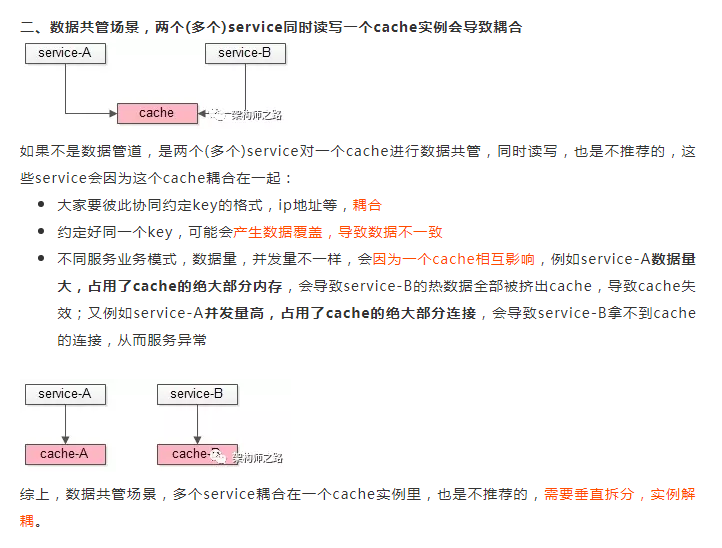 二、数据共管场景，两个(多个)service同时读写一个cache实例会导致耦合
service-A
service-B
cache
架构师之路
如果不是数据管道，是两个(多个)service对一个cache进行数据共管，同时读写，也是不推荐的，这
些service会因为这个cache耦合在一起：
大家要彼此协同约定key的格式，ip地址等，耦合
约定好同一个key，可能会产生数据覆盖，导致数据不一致
不同服务业务模式，数据量，并发量不一样，会因为一个cache相互影响，例如service-A数据量
大，占用了cache的绝大部分内存，会导致service-B的热数据全部被挤出cache，导致cache失
效；又例如service-A并发量高，占用了cache的绝大部分连接，会导致service-B拿不到cache
的连接，从而服务异常
service-A
service-B
cache-A
cache-B
架构师之路
综上，数据共管场景，多个service耦合在一个cache实例里，也是不推荐的，需要垂直拆分，实例解
耦。